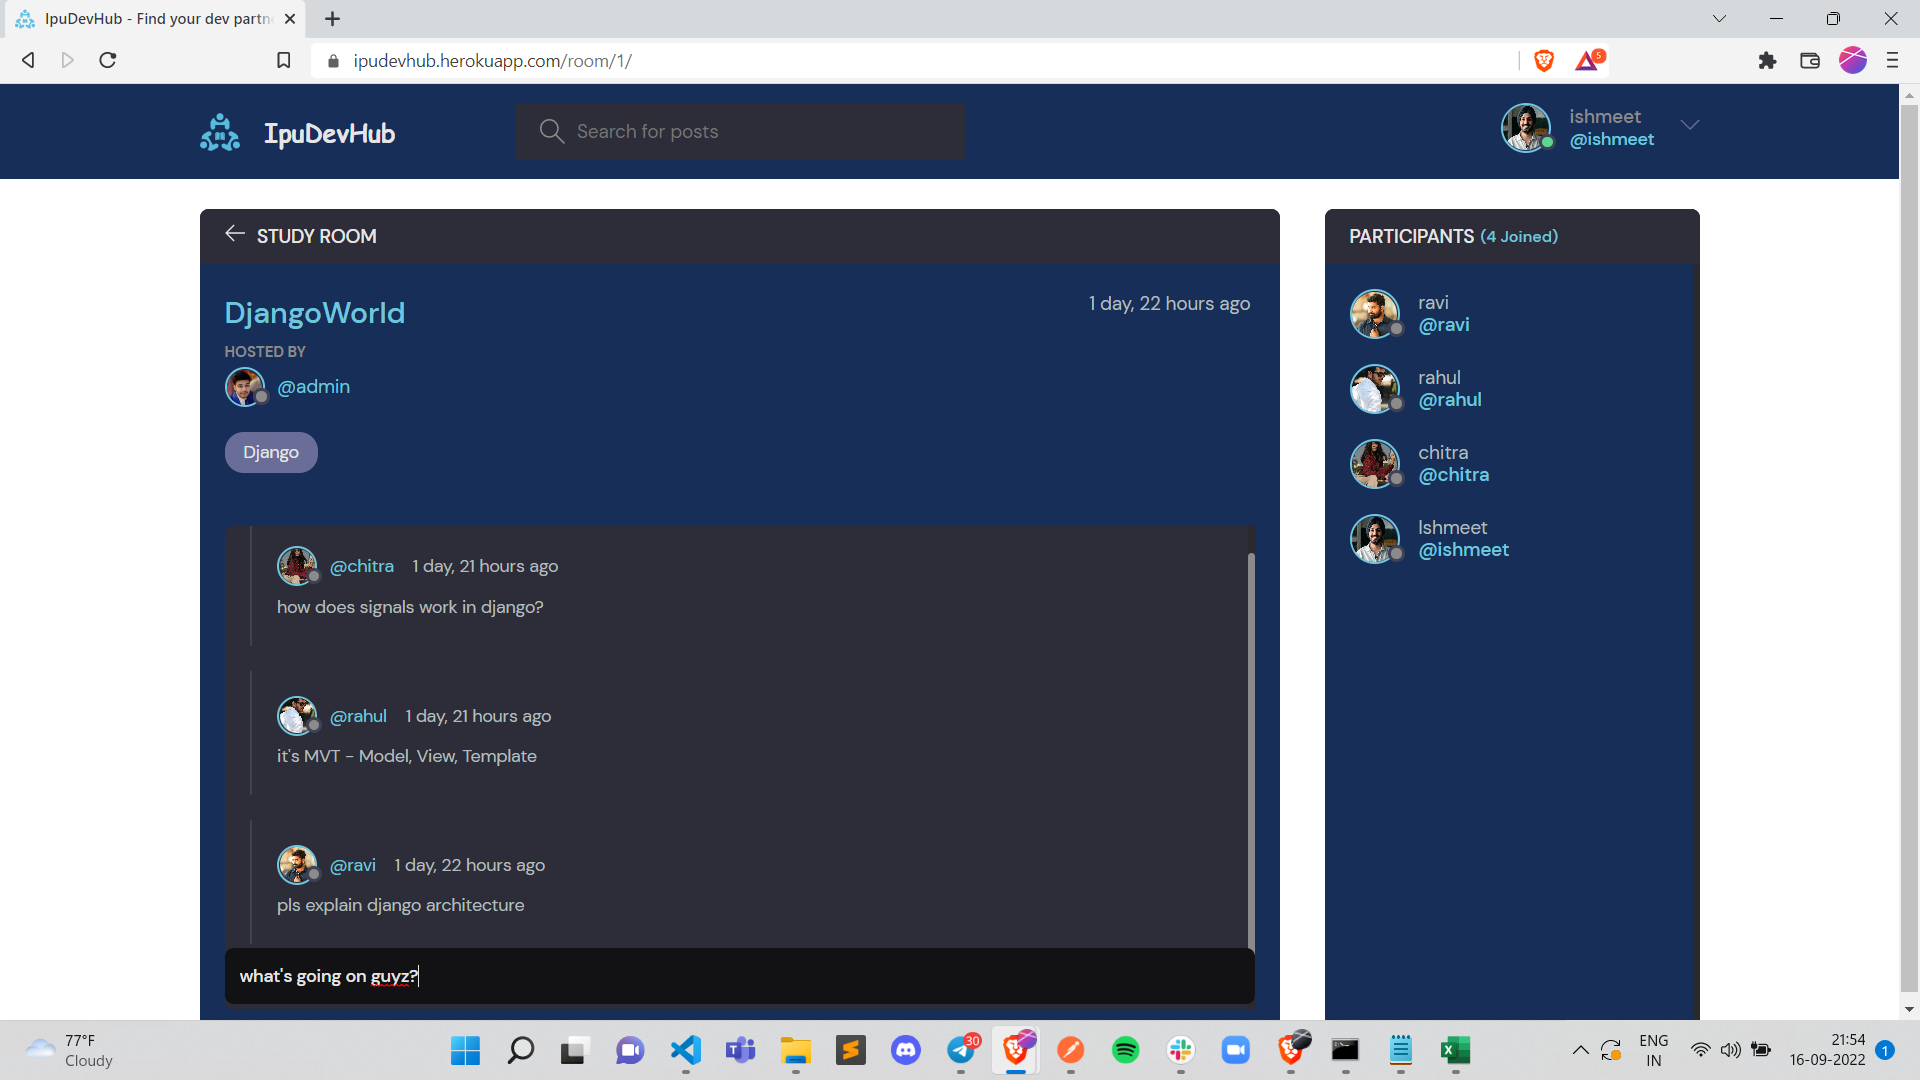 IpuDevHub - Find your dev partn
ipudevhub.herokuapp.com/room/1/
5
IpuDevHub
Search for posts
ishmeet
@ishmeet
STUDY ROOM
DjangoWorld
1 day, 22 hours ago
HOSTED BY
@admin
Django
@chitra 1 day, 21 hours ago
how does signals work in django?
@rahul 1 day, 21 hours ago
it's MVT - Model, View, Template
@ravi 1 day, 22 hours ago
pls explain django architecture
what's going on guyz?
PARTICIPANTS (4 Joined)
ravi
@ravi
rahul
@rahul
chitra
@chitra
Ishmeet
@ishmeet
77°F
Cloudy
30
ENG
IN
21:54
16-09-2022
1